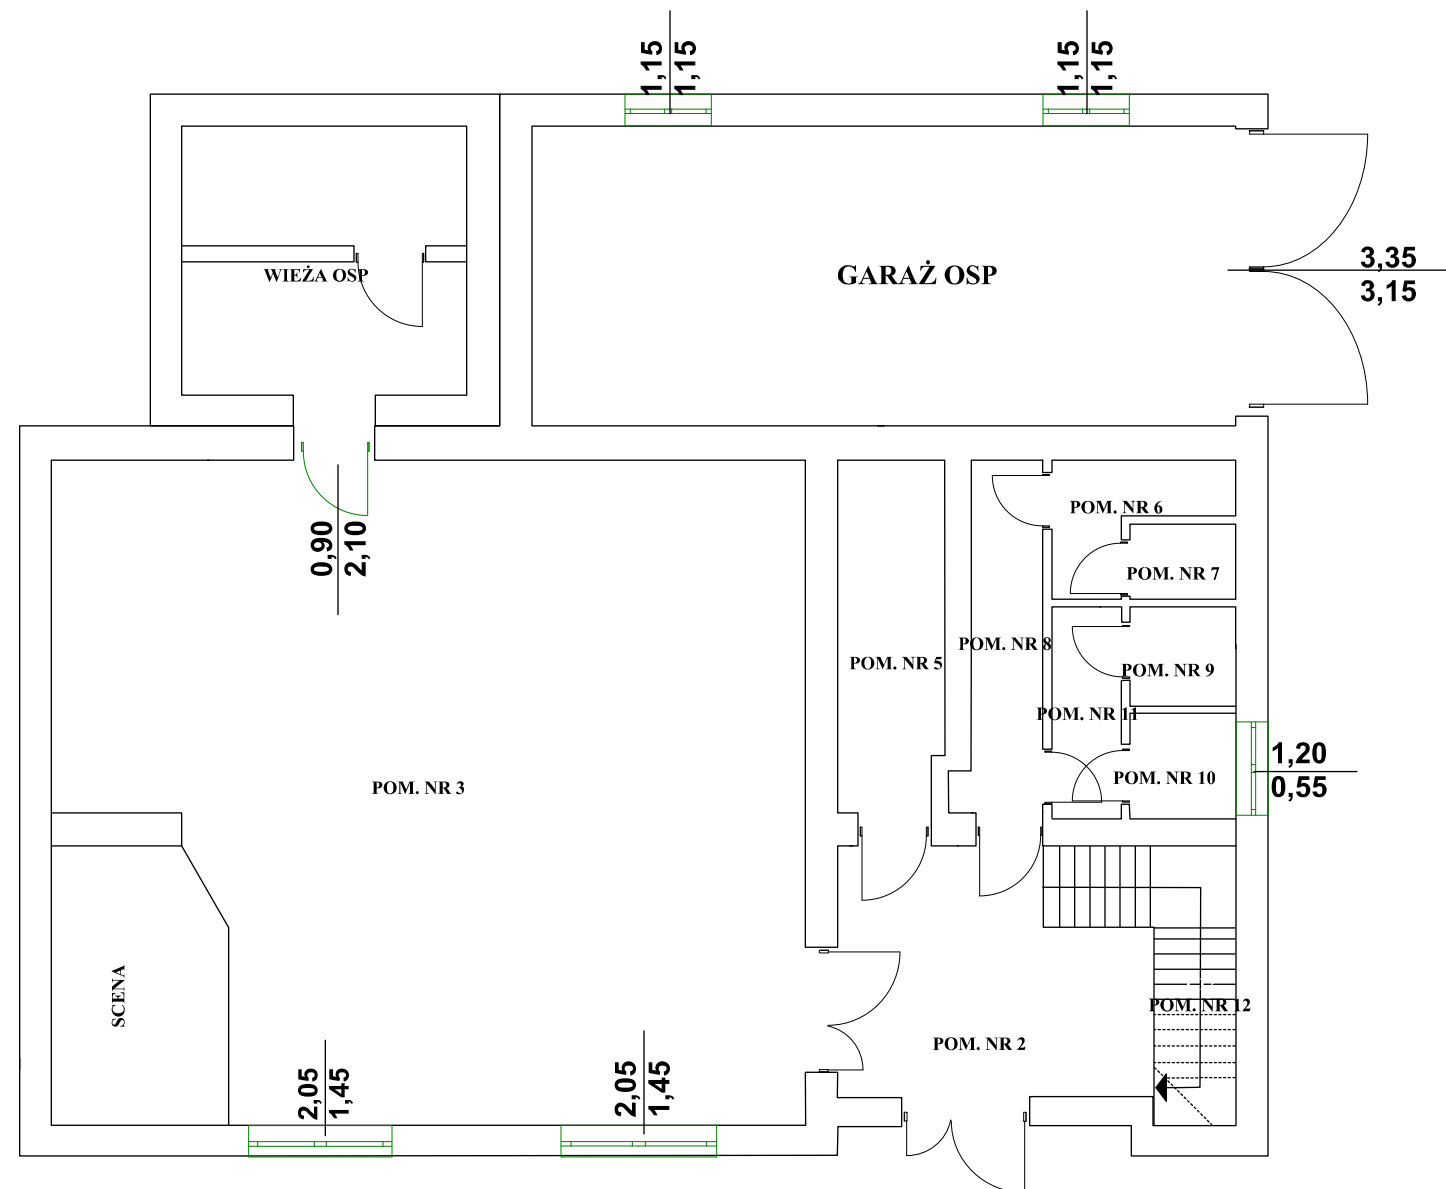 1,15
1,15
1,15
1,15
WIEŻA OSP
GARAŻ OSP
3,35
3,15
0,90
2,10
POM. NR 6
POM. NR 7
POM. NR 8
POM. NR 5
POM. NR 9
POM. NR 11
POM. NR 3
POM. NR 10
1,20
0,55
SCENA
POM. NR 12
POM. NR 2
2,05
1,45
2,05
1,45